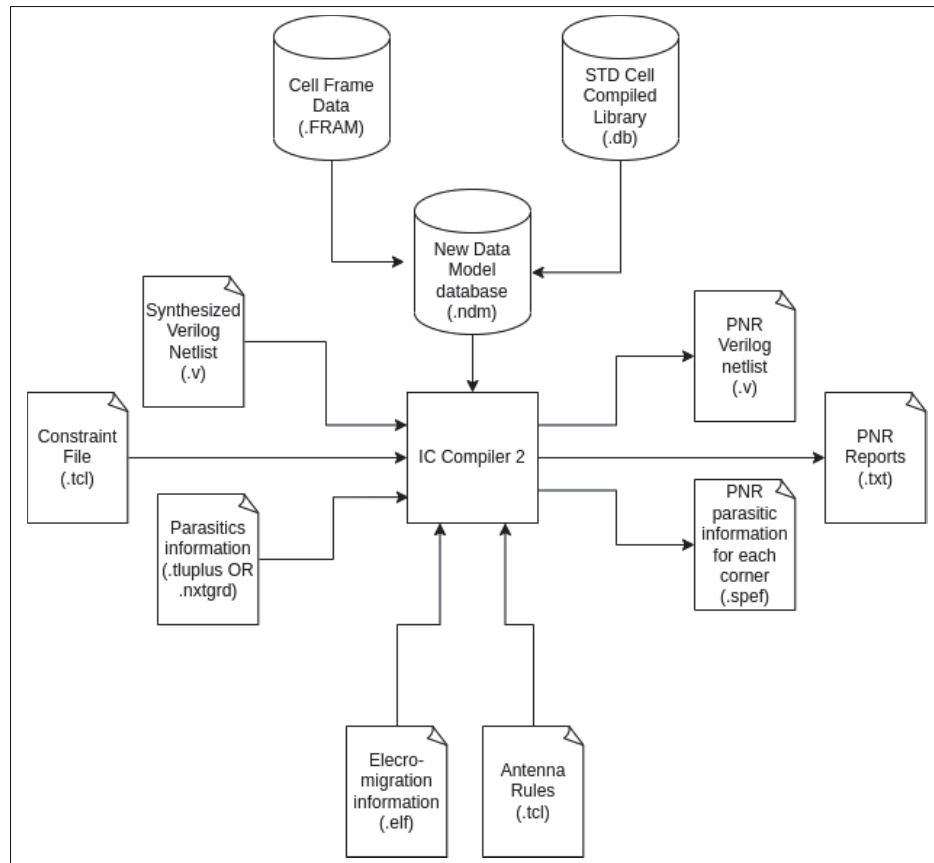 Cell Frame
Data
(.FRAM)
STD Cell
Compiled
Library
(.db)
New Data
Model
database
(.ndm)
Synthesized
Verilog
Netlist
(.v)
PNR
Verilog
netlist
(.v)
Constraint
File
(.tcl)
IC Compiler 2
PNR
Reports
(.txt)
Parasitics
information
(.tluplus OR
.nxtgrd)
PNR
parasitic
information
for each
corner
(.spef)
Elecro-
migration
information
(.elf)
Antenna
Rules
(.tcl)